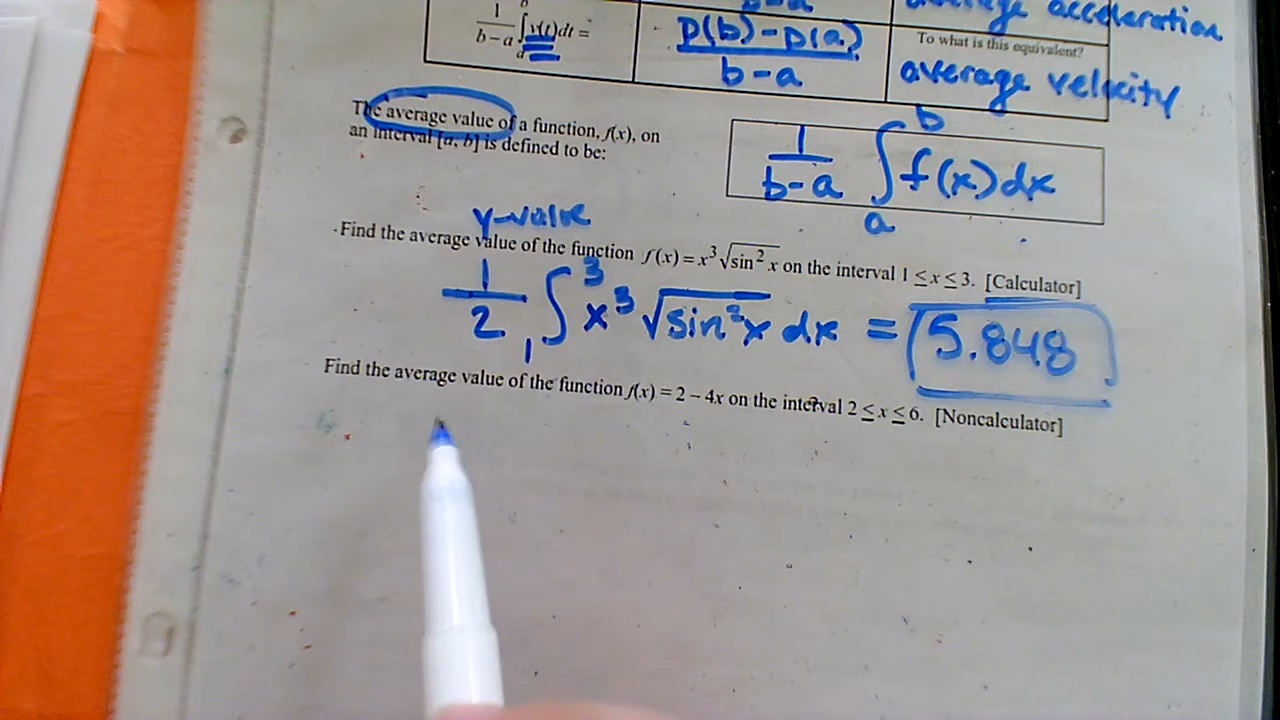 average acceleration
1/(b-a) ∫ v(t)dt =
a
p(b)-p(a)
b-a
To what is this equivalent?
average velocity
The average value of a function, f(x), on
an interval [a, b] is defined to be:
1/(b-a) ∫_a^b f(x)dx
y-value
Find the average value of the function f(x) = x³√sin² x on the interval 1 ≤ x ≤ 3. [Calculator]
1/2 ∫_1^3 x³ √sin²x dx = 5.848
Find the average value of the function f(x) = 2 – 4x on the interval 2 ≤ x ≤ 6. [Noncalculator]